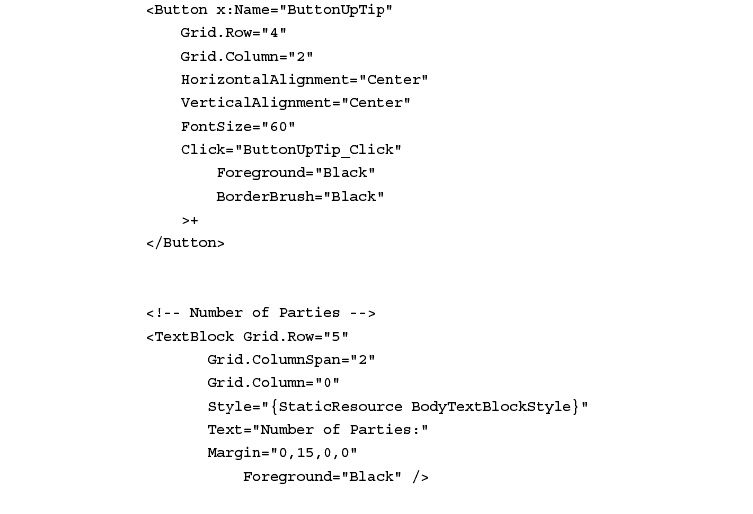 <Button x:Name="ButtonUpTip"
Grid.Row="4"
Grid.Column="2"
HorizontalAlignment="Center"
VerticalAlignment="Center"
FontSize="60"
Click="ButtonUpTip_Click"
Foreground="Black"
BorderBrush="Black"
>+
</Button>
<!-- Number of Parties -->
<TextBlock Grid.Row="5"
Grid.ColumnSpan="2"
Grid.Column="0"
Style="{StaticResource BodyTextBlockStyle}"
Text="Number of Parties:"
Margin="0,15,0,0"
Foreground="Black" />